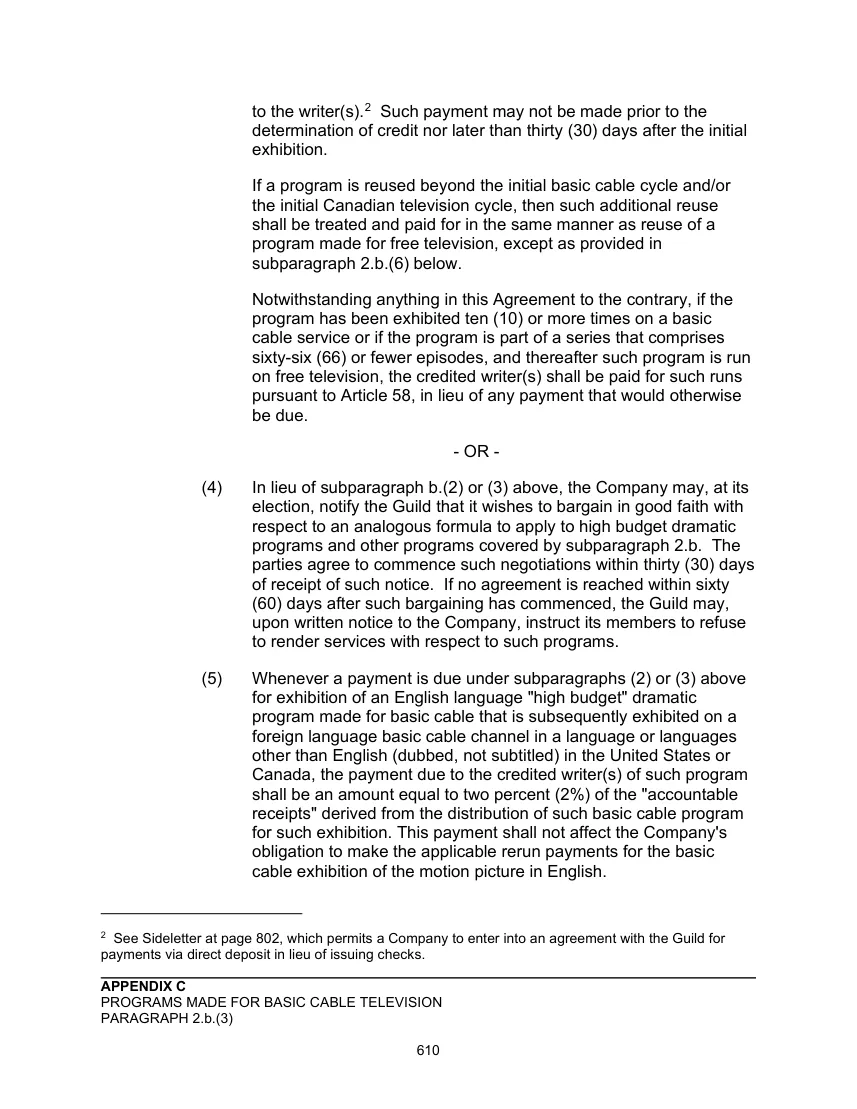 to the writer(s).2  Such payment may not be made prior to the
determination of credit nor later than thirty (30) days after the initial
exhibition.
If a program is reused beyond the initial basic cable cycle and/or
the initial Canadian television cycle, then such additional reuse
shall be treated and paid for in the same manner as reuse of a
program made for free television, except as provided in
subparagraph 2.b.(6) below.
Notwithstanding anything in this Agreement to the contrary, if the
program has been exhibited ten (10) or more times on a basic
cable service or if the program is part of a series that comprises
sixty-six (66) or fewer episodes, and thereafter such program is run
on free television, the credited writer(s) shall be paid for such runs
pursuant to Article 58, in lieu of any payment that would otherwise
be due.
- OR -
(4) In lieu of subparagraph b.(2) or (3) above, the Company may, at its
election, notify the Guild that it wishes to bargain in good faith with
respect to an analogous formula to apply to high budget dramatic
programs and other programs covered by subparagraph 2.b.  The
parties agree to commence such negotiations within thirty (30) days
of receipt of such notice.  If no agreement is reached within sixty
(60) days after such bargaining has commenced, the Guild may,
upon written notice to the Company, instruct its members to refuse
to render services with respect to such programs.
(5) Whenever a payment is due under subparagraphs (2) or (3) above
for exhibition of an English language "high budget" dramatic
program made for basic cable that is subsequently exhibited on a
foreign language basic cable channel in a language or languages
other than English (dubbed, not subtitled) in the United States or
Canada, the payment due to the credited writer(s) of such program
shall be an amount equal to two percent (2%) of the "accountable
receipts" derived from the distribution of such basic cable program
for such exhibition. This payment shall not affect the Company's
obligation to make the applicable rerun payments for the basic
cable exhibition of the motion picture in English.
2  See Sideletter at page 802, which permits a Company to enter into an agreement with the Guild for
payments via direct deposit in lieu of issuing checks.
APPENDIX C
PROGRAMS MADE FOR BASIC CABLE TELEVISION
PARAGRAPH 2.b.(3)
610